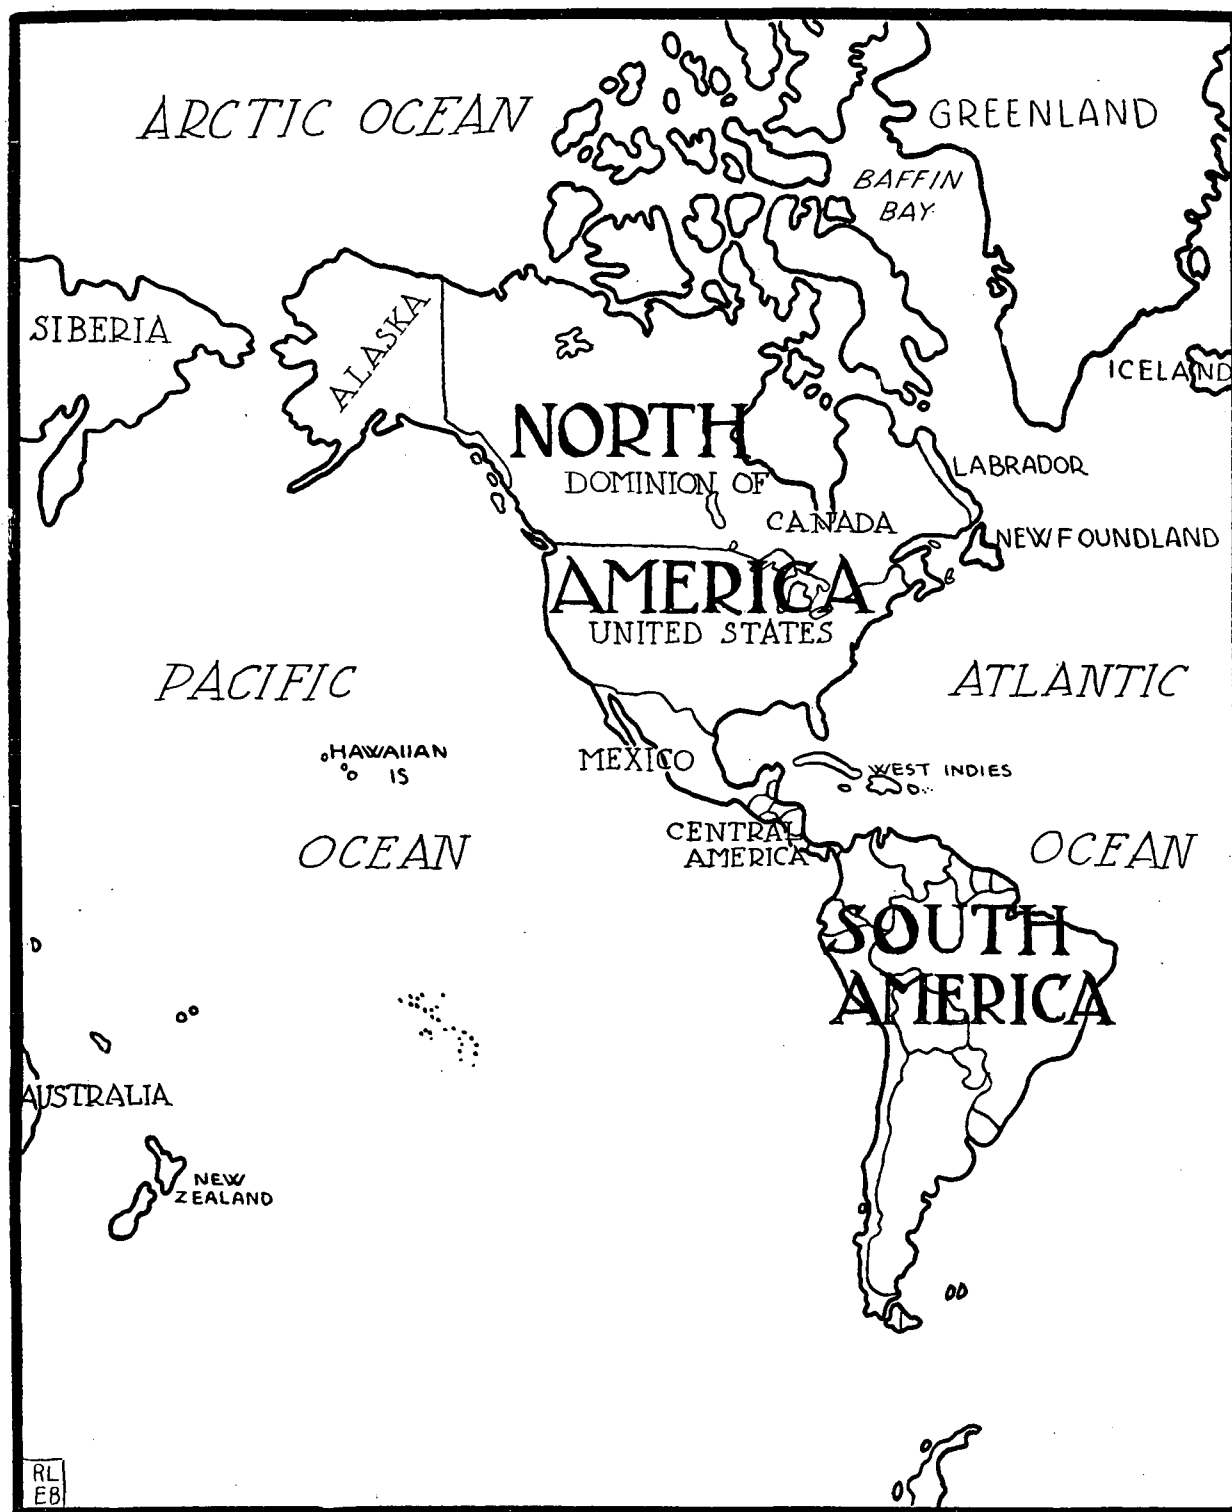 ARCTIC OCEAN
GREENLAND
BAFFIN
BAY
SIBERIA
ALASKA
ICELAND
NORTH
DOMINION OF
LABRADOR
CANADA
NEWFOUNDLAND
AMERICA
UNITED STATES
PACIFIC
ATLANTIC
HAWAIIAN
IS
MEXICO
WEST INDIES
CENTRAL
AMERICA
OCEAN
OCEAN
SOUTH
AMERICA
AUSTRALIA
NEW
ZEALAND
RL
EB